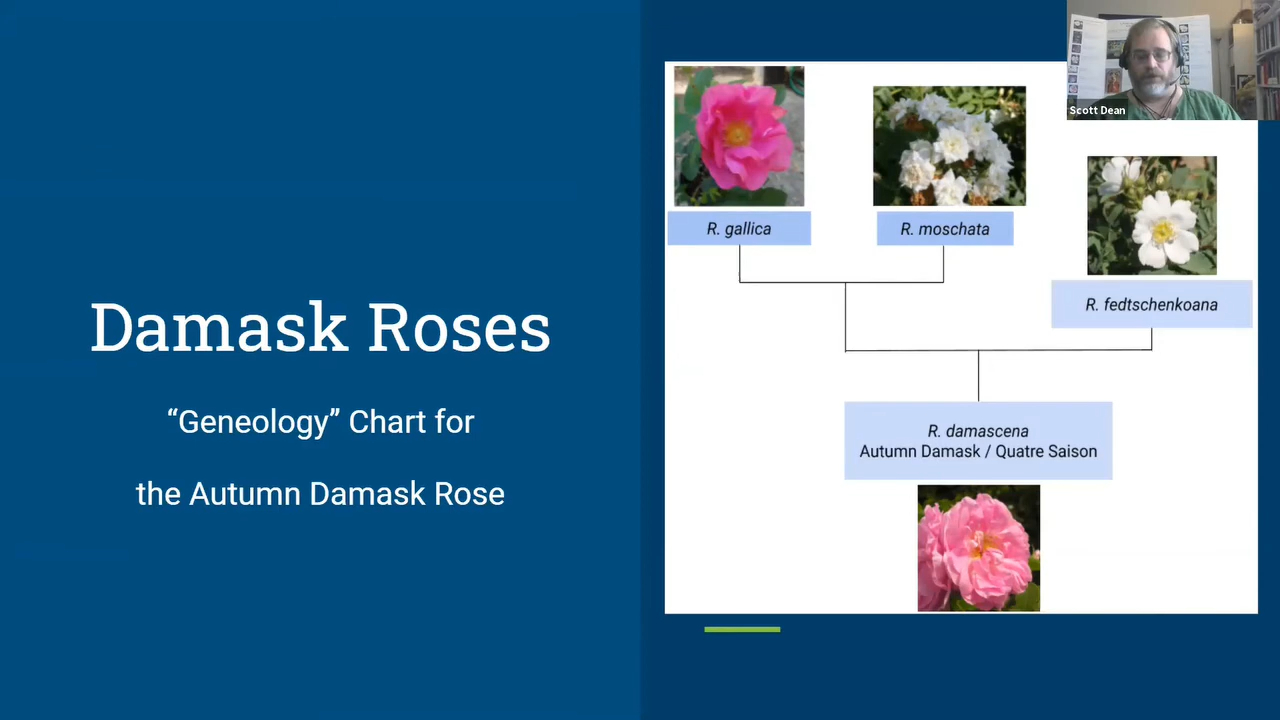 Damask Roses
“Geneology” Chart for
the Autumn Damask Rose
Scott Dean
R. gallica
R. moschata
R. fedtschenkoana
R. damascena
Autumn Damask / Quatre Saison